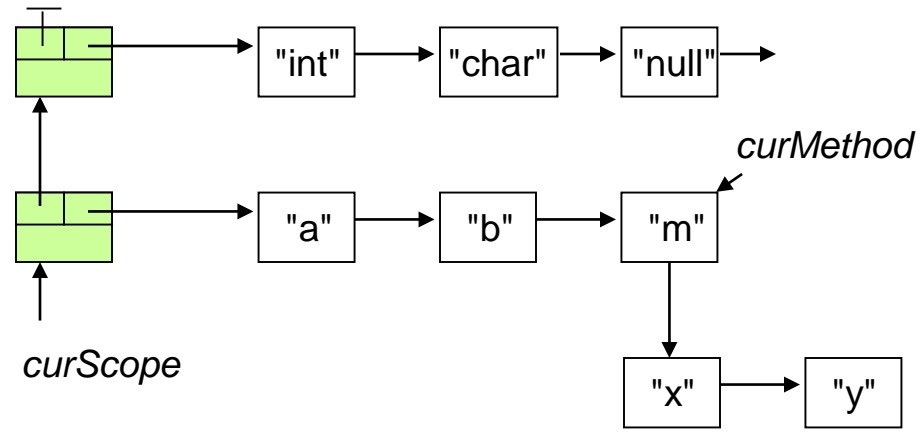 "int" "char" "null"
curMethod
"a" "b" "m"
curScope
"x" "y"